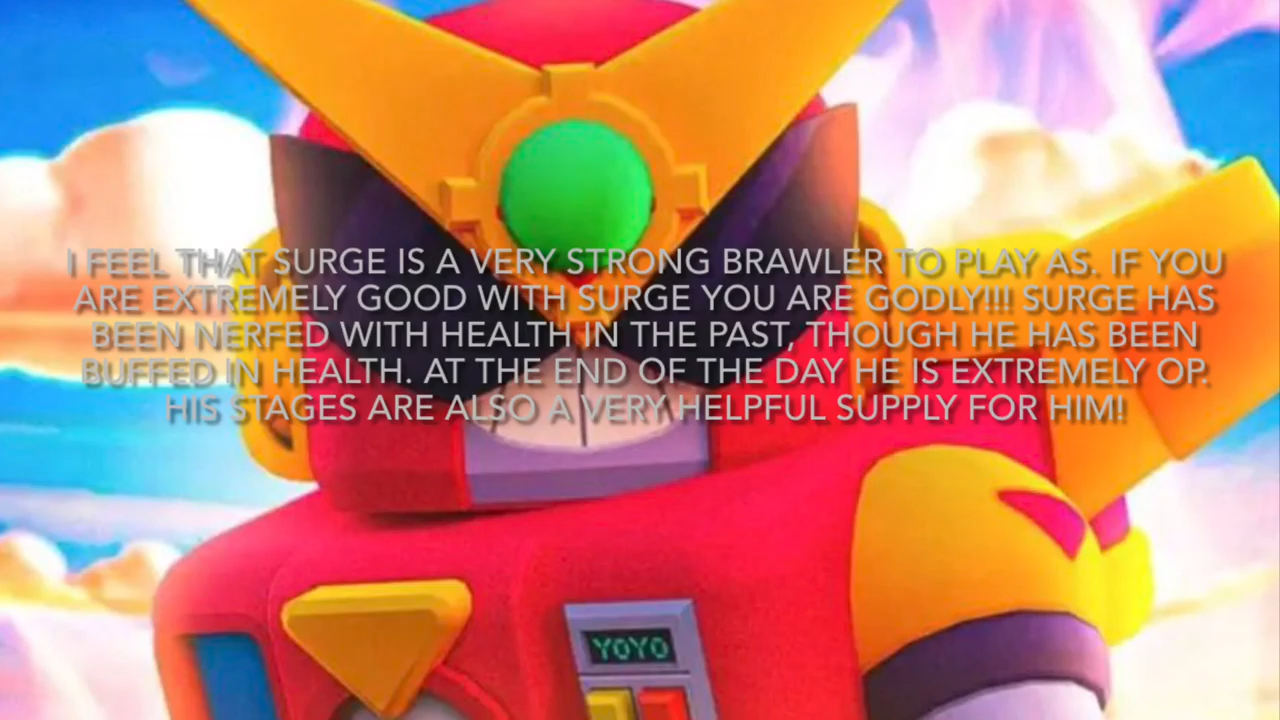 I FEEL THAT SURGE IS A VERY STRONG BRAWLER TO PLAY AS. IF YOU
ARE EXTREMELY GOOD WITH SURGE YOU ARE GODLY!!! SURGE HAS
BEEN NERFED WITH HEALTH IN THE PAST, THOUGH HE HAS BEEN
BUFFED IN HEALTH. AT THE END OF THE DAY HE IS EXTREMELY OP.
HIS STAGES ARE ALSO A VERY HELPFUL SUPPLY FOR HIM!
YOYO